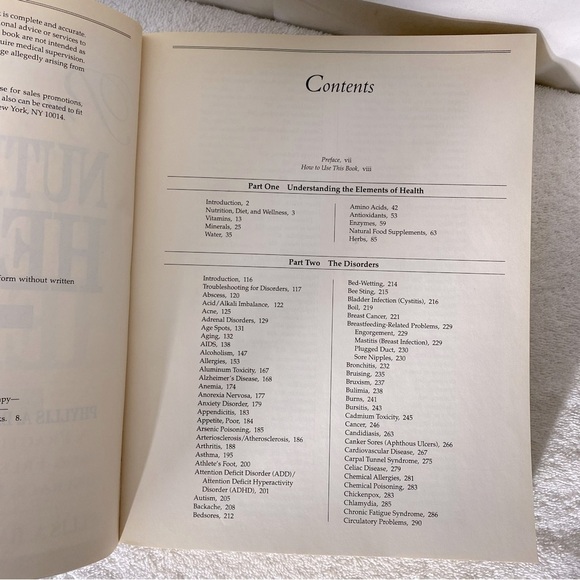 t is complete and accurate.
onal advice or services to
book are not intended as
uire medical supervision.
ge allegedly arising from
se for sales promotions,
also can be created to fit
ew York, NY 10014.
form without written
opy—
ks. 8.
Contents
Preface, vii
How to Use This Book, viii
Part One Understanding the Elements of Health
Introduction, 2
Nutrition, Diet, and Wellness, 3
Vitamins, 13
Minerals, 25
Water, 35
Amino Acids, 42
Antioxidants, 53
Enzymes, 59
Natural Food Supplements, 63
Herbs, 85
Part Two The Disorders
Introduction, 116
Troubleshooting for Disorders, 117
Abscess, 120
Acid/Alkali Imbalance, 122
Acne, 125
Adrenal Disorders, 129
Age Spots, 131
Aging, 132
AIDS, 138
Alcoholism, 147
Allergies, 153
Aluminum Toxicity, 167
Alzheimer's Disease, 168
Anemia, 174
Anorexia Nervosa, 177
Anxiety Disorder, 179
Appendicitis, 183
Appetite, Poor, 184
Arsenic Poisoning, 185
Arteriosclerosis/Atherosclerosis, 186
Arthritis, 188
Asthma, 195
Athlete's Foot, 200
Attention Deficit Disorder (ADD)/
Attention Deficit Hyperactivity
Disorder (ADHD), 201
Autism, 205
Backache, 208
Bedsores, 212
Bed-Wetting, 214
Bee Sting, 215
Bladder Infection (Cystitis), 216
Boil, 219
Breast Cancer, 221
Breastfeeding-Related Problems, 229
Engorgement, 229
Mastitis (Breast Infection), 229
Plugged Duct, 230
Sore Nipples, 230
Bronchitis, 232
Bruising, 235
Bruxism, 237
Bulimia, 238
Burns, 241
Bursitis, 243
Cadmium Toxicity, 245
Cancer, 246
Candidiasis, 263
Canker Sores (Aphthous Ulcers), 266
Cardiovascular Disease, 267
Carpal Tunnel Syndrome, 275
Celiac Disease, 279
Chemical Allergies, 281
Chemical Poisoning, 283
Chickenpox, 283
Chlamydia, 285
Chronic Fatigue Syndrome, 286
Circulatory Problems, 290